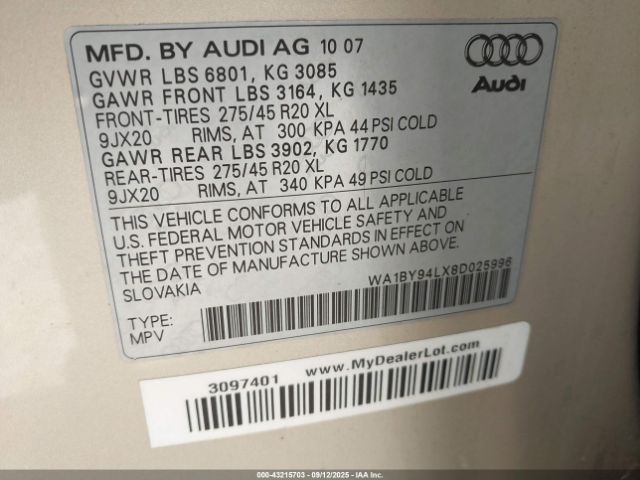 MFD. BY AUDI AG 10 07
GVWR LBS 6801, KG 3085
GAWR FRONT LBS 3164, KG 1435
FRONT-TIRES 275/45 R20 XL
9JX20 RIMS, AT 300 KPA 44 PSI COLD
GAWR REAR LBS 3902, KG 1770
REAR-TIRES 275/45 R20 XL
9JX20 RIMS, AT 340 KPA 49 PSI COLD
Audi
THIS VEHICLE CONFORMS TO ALL APPLICABLE
U.S. FEDERAL MOTOR VEHICLE SAFETY AND
THEFT PREVENTION STANDARDS IN EFFECT ON
THE DATE OF MANUFACTURE SHOWN ABOVE.
SLOVAKIA
WA1BY94LX8D025996
TYPE:
MPV
3097401
www.MyDealerLot.com
000-43215703 - 09/12/2025 - IAA Inc.